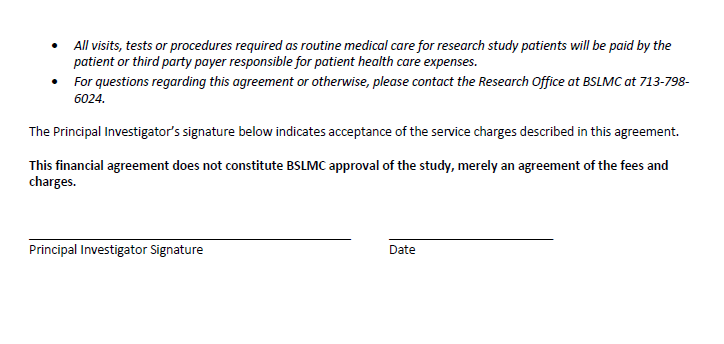 • All visits, tests or procedures required as routine medical care for research study patients will be paid by the
patient or third party payer responsible for patient health care expenses.
• For questions regarding this agreement or otherwise, please contact the Research Office at BSLMC at 713-798-
6024.
The Principal Investigator's signature below indicates acceptance of the service charges described in this agreement.
This financial agreement does not constitute BSLMC approval of the study, merely an agreement of the fees and
charges.
Principal Investigator Signature Date